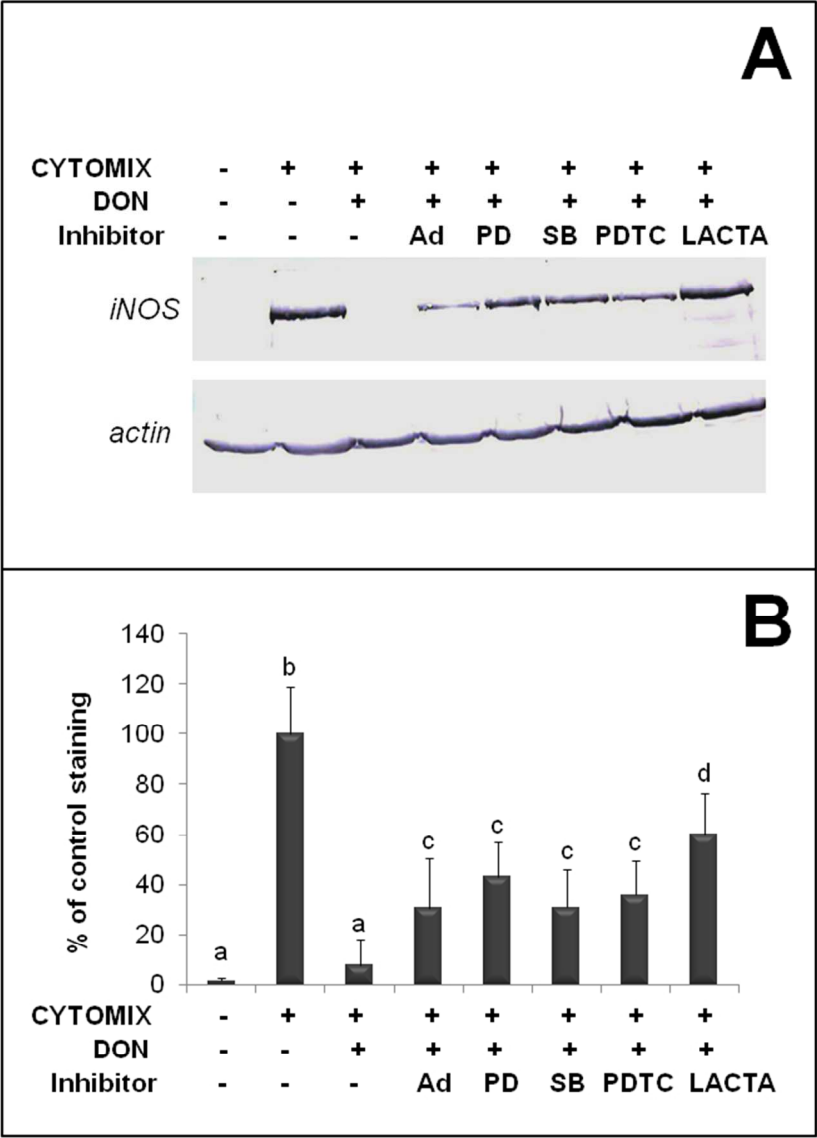 A
CYTOMIX - + + + + + + +
DON - - + + + + + +
Inhibitor - - - Ad PD SB PDTC LACTA
iNOS
actin
B
140
120
100
80
60
40
20
0
% of control staining
a b a c c c c d
CYTOMIX - + + + + + + +
DON - - + + + + + +
Inhibitor - - - Ad PD SB PDTC LACTA